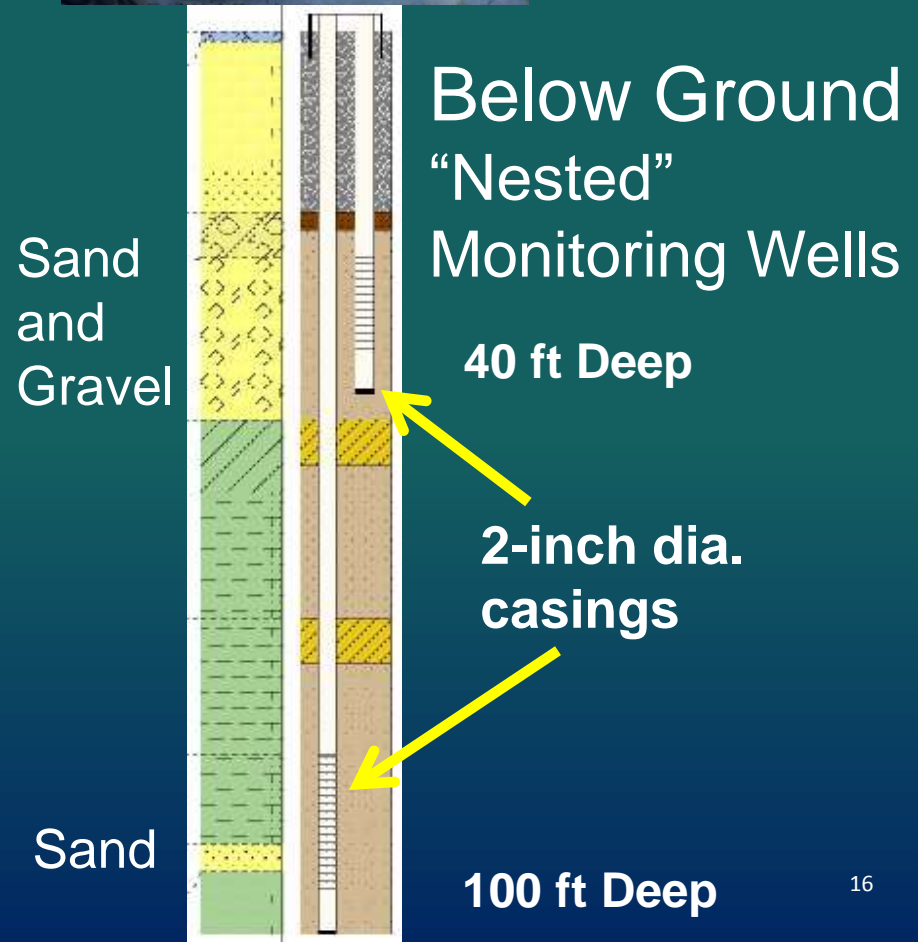 Below Ground
“Nested”
Monitoring Wells
Sand
and
Gravel
40 ft Deep
2-inch dia.
casings
Sand
100 ft Deep
16